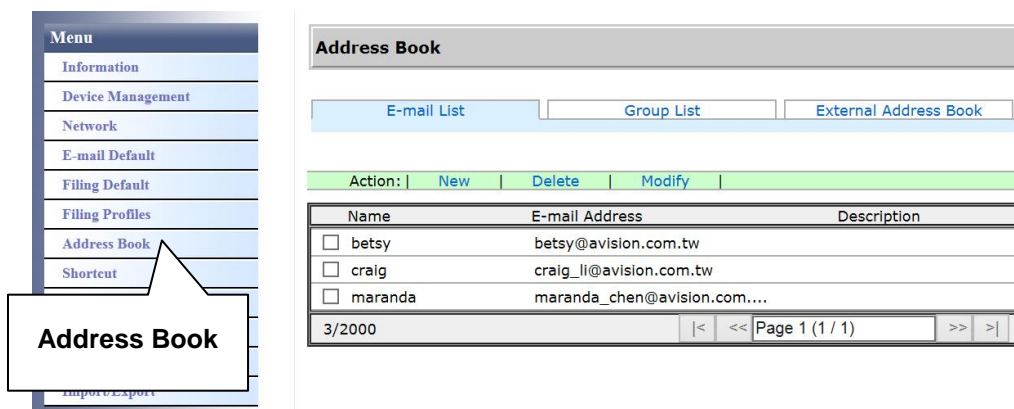 Menu
Information
Device Management
Network
E-mail Default
Filing Default
Filing Profiles
Address Book
Shortcut
Address Book
Import/Export
Address Book
E-mail List Group List External Address Book
Action: | New | Delete | Modify |
Name E-mail Address Description
betsy betsy@avision.com.tw
craig craig_li@avision.com.tw
maranda maranda_chen@avision.com....
3/2000 |< << Page 1 (1 / 1) >> >|